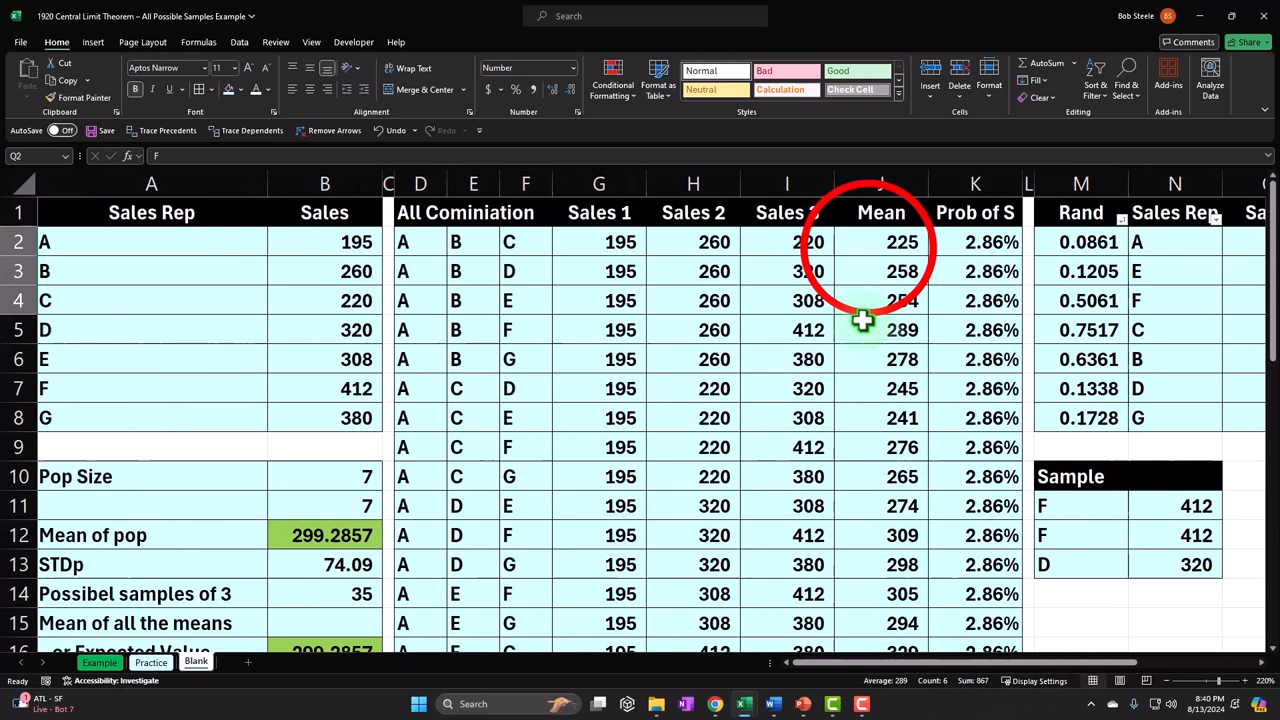 1920 Central Limit Theorem – All Possible Samples Example
Search
Bob Steele BS
File Home Insert Page Layout Formulas Data Review View Developer Help Comments Share
Cut
Copy
Format Painter
Paste
Clipboard
Aptos Narrow 11
B I U
Font
Wrap Text
Merge & Center
Alignment
Number
$ % 9
Number
Conditional Formatting
Format as Table
Normal Bad Good
Neutral Calculation Check Cell
Styles
Insert Delete Format
Cells
AutoSum
Fill
Clear
Sort & Filter
Find & Select
Editing
Add-ins
Add-ins
Analyze Data
AutoSave Off Save Trace Precedents Trace Dependents Remove Arrows Undo Redo
Q2 fx F
A B C D E F G H I J K L M N
1 Sales Rep Sales All Cominiation Sales 1 Sales 2 Sales 3 Mean Prob of S Rand Sales Rep Sa
2 A 195 A B C 195 260 220 225 2.86% 0.0861 A
3 B 260 A B D 195 260 320 258 2.86% 0.1205 E
4 C 220 A B E 195 260 308 254 2.86% 0.5061 F
5 D 320 A B F 195 260 412 289 2.86% 0.7517 C
6 E 308 A B G 195 260 380 278 2.86% 0.6361 B
7 F 412 A C D 195 220 320 245 2.86% 0.1338 D
8 G 380 A C E 195 220 308 241 2.86% 0.1728 G
9 A C F 195 220 412 276 2.86%
10 Pop Size 7 A C G 195 220 380 265 2.86% Sample
11 7 A D E 195 320 308 274 2.86% F 412
12 Mean of pop 299.2857 A D F 195 320 412 309 2.86% F 412
13 STDp 74.09 A D G 195 320 380 298 2.86% D 320
14 Possibel samples of 3 35 A E F 195 308 412 305 2.86%
15 Mean of all the means A E G 195 308 380 294 2.86%
16 or Expected Value 299.2857 A F G 195 412 380 329 2.86%
Example Practice Blank
Ready Accessibility: Investigate Average: 289 Count: 6 Sum: 867 Display Settings 220%
ATL - SF
Live - Bot 7
Search
8:40 PM
8/13/2024